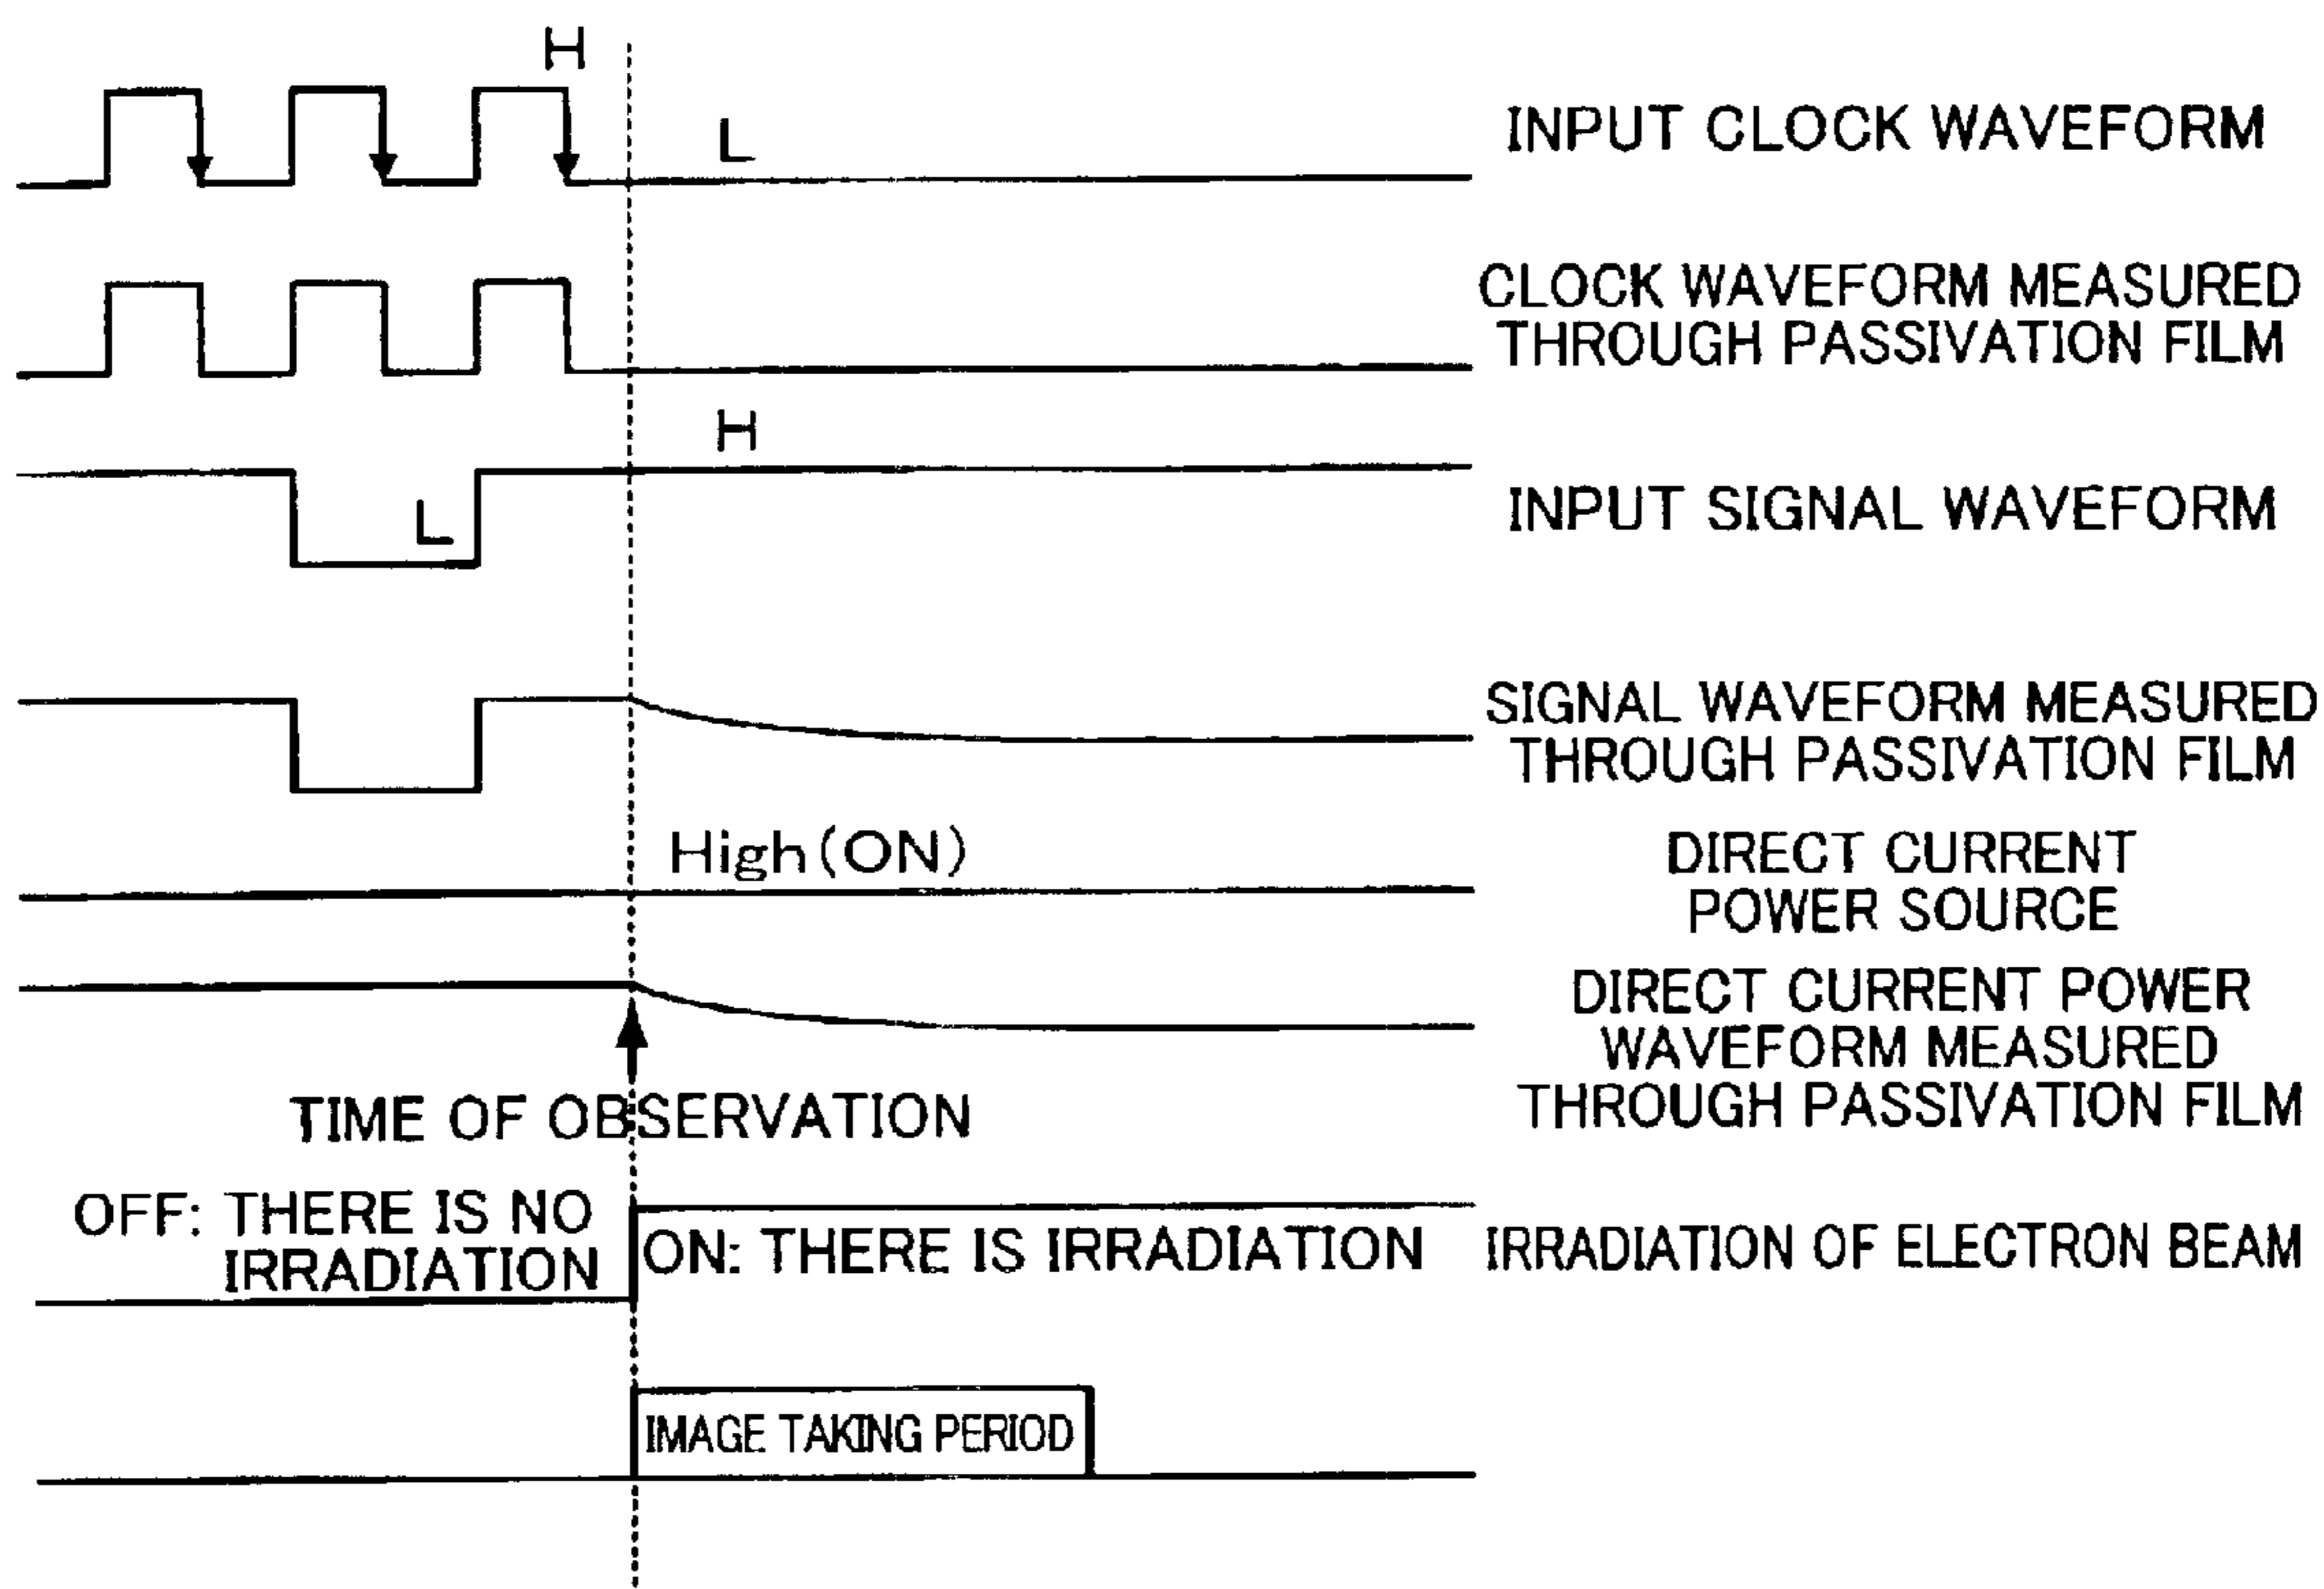 H
L
INPUT CLOCK WAVEFORM
CLOCK WAVEFORM MEASURED
THROUGH PASSIVATION FILM
H
L
INPUT SIGNAL WAVEFORM
SIGNAL WAVEFORM MEASURED
THROUGH PASSIVATION FILM
High(ON)
DIRECT CURRENT
POWER SOURCE
DIRECT CURRENT POWER
WAVEFORM MEASURED
THROUGH PASSIVATION FILM
TIME OF OBSERVATION
OFF: THERE IS NO
IRRADIATION
ON: THERE IS IRRADIATION
IRRADIATION OF ELECTRON BEAM
IMAGE TAKING PERIOD